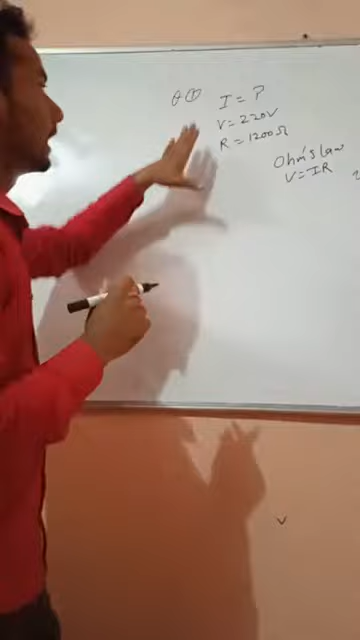 I = ?
V = 220V
R = 1200Ω
Ohm's law
V = IR